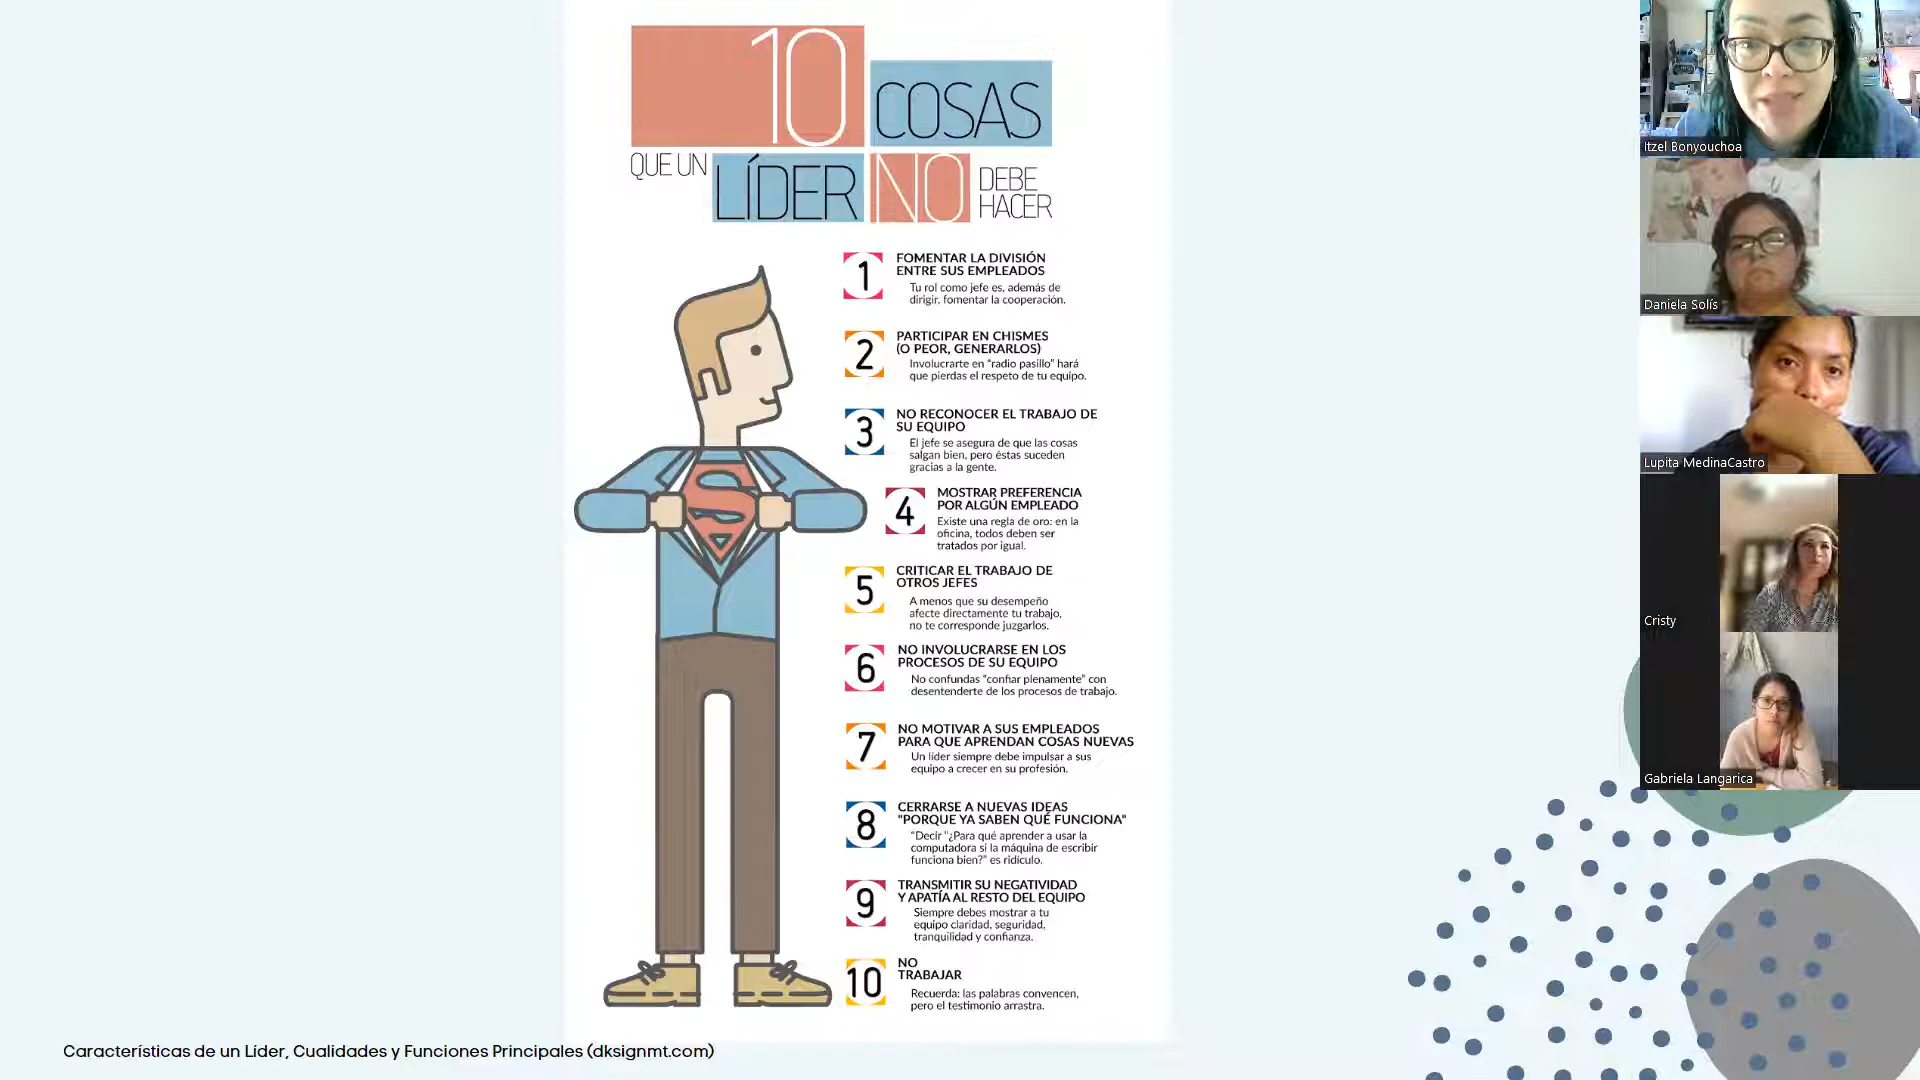 10
COSAS
QUE UN
LÍDER
NO
DEBE
HACER
1
FOMENTAR LA DIVISIÓN
ENTRE SUS EMPLEADOS
Tu rol como jefe es, además de
dirigir, fomentar la cooperación.
2
PARTICIPAR EN CHISMES
(O PEOR, GENERARLOS)
Involucrarte en “radio pasillo” hará
que pierdas el respeto de tu equipo.
3
NO RECONOCER EL TRABAJO DE
SU EQUIPO
El jefe se asegura de que las cosas
salgan bien, pero éstas suceden
gracias a la gente.
4
MOSTRAR PREFERENCIA
POR ALGÚN EMPLEADO
Existe una regla de oro: en la
oficina, todos deben ser
tratados por igual.
5
CRITICAR EL TRABAJO DE
OTROS JEFES
A menos que su desempeño
afecte directamente tu trabajo,
no te corresponde juzgarlos.
6
NO INVOLUCRARSE EN LOS
PROCESOS DE SU EQUIPO
No confundas “confiar plenamente” con
desentenderte de los procesos de trabajo.
7
NO MOTIVAR A SUS EMPLEADOS
PARA QUE APRENDAN COSAS NUEVAS
Un líder siempre debe impulsar a sus
equipo a crecer en su profesión.
8
CERRARSE A NUEVAS IDEAS
"PORQUE YA SABEN QUÉ FUNCIONA"
“Decir “¿Para qué aprender a usar la
computadora si la máquina de escribir
funciona bien?” es ridículo.
9
TRANSMITIR SU NEGATIVIDAD
Y APATÍA AL RESTO DEL EQUIPO
Siempre debes mostrar a tu
equipo claridad, seguridad,
tranquilidad y confianza.
10
NO
TRABAJAR
Recuerda: las palabras convencen,
pero el testimonio arrastra.
S
Características de un Líder, Cualidades y Funciones Principales (dksignmt.com)
Itzel Bonyouchoa
Daniela Solís
Lupita MedinaCastro
Cristy
Gabriela Langarica